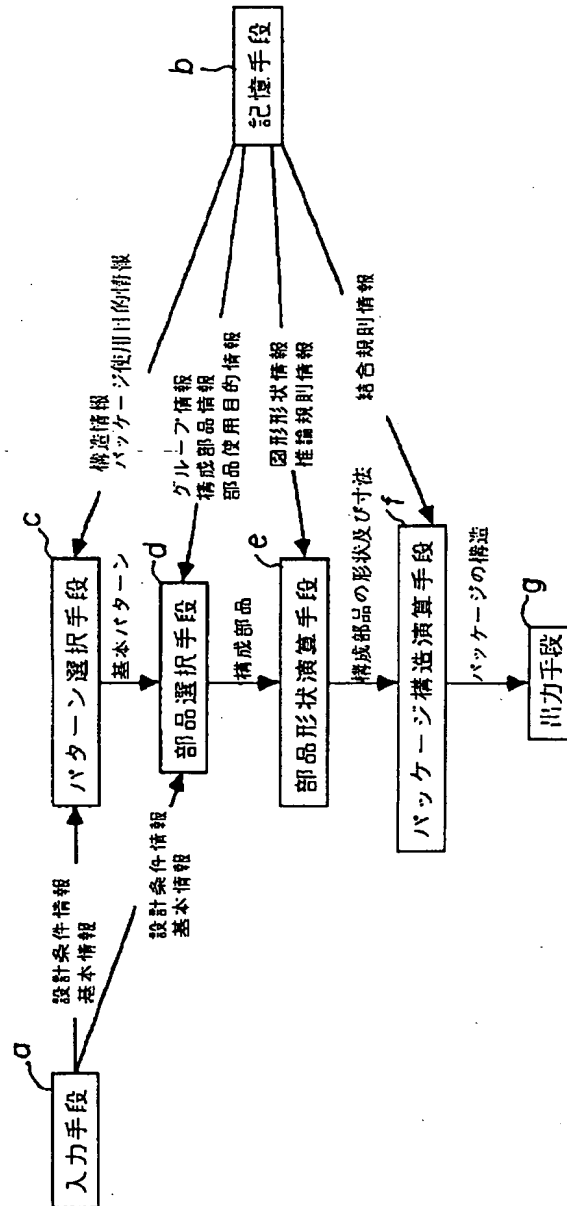 a
入力手段
設計条件情報
基本情報
設計条件情報
基本情報
c
パターン選択手段
基本パターン
d
部品選択手段
構成部品
e
部品形状演算手段
構成部品の形状及び寸法
f
パッケージ構造演算手段
パッケージの構造
g
出力手段
構造情報
パッケージ使用目的情報
グループ情報
構成部品情報
部品使用目的情報
図形形状情報
推論規則情報
結合規則情報
b
記憶手段